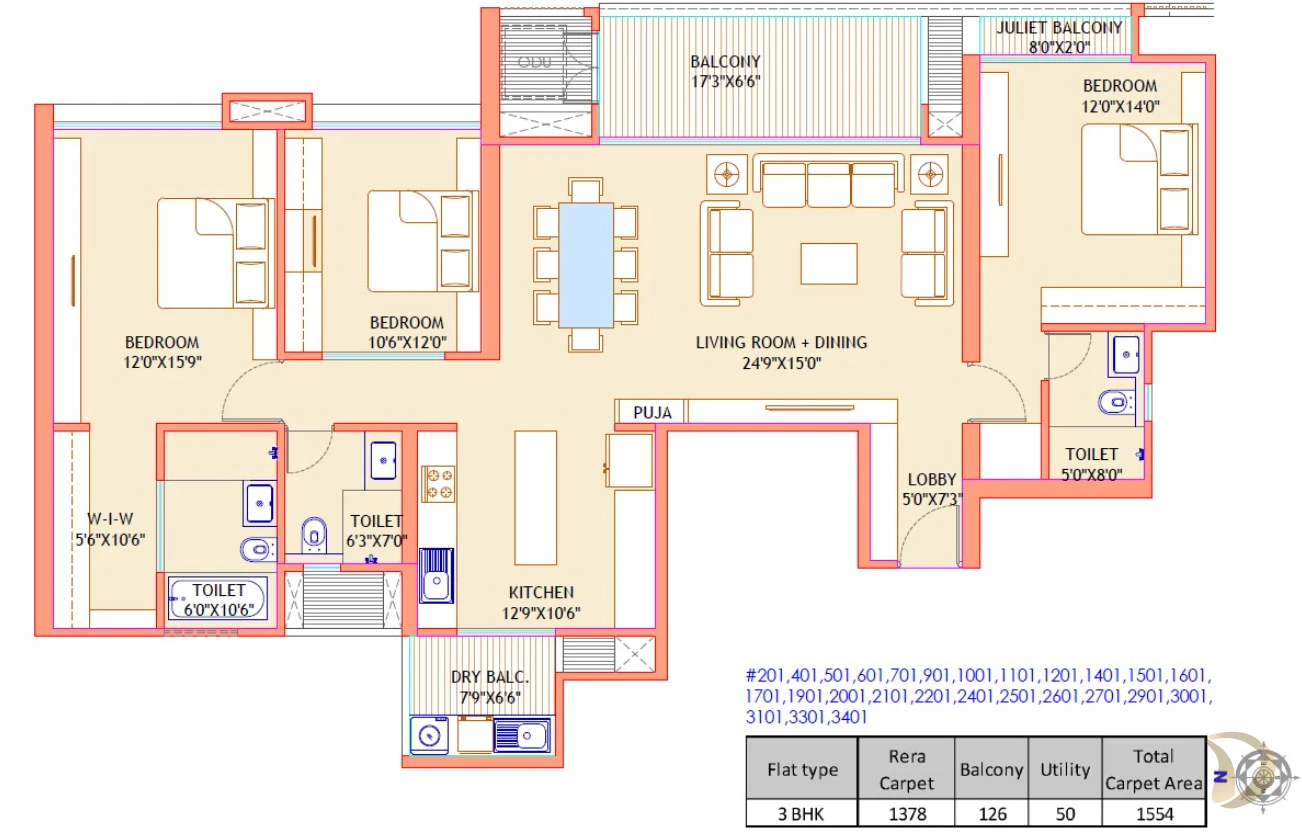 JULIET BALCONY
8'0"X2'0"
ODU
BALCONY
17'3"X6'6"
BEDROOM
12'0"X14'0"
BEDROOM
12'0"X15'9"
BEDROOM
10'6"X12'0"
LIVING ROOM + DINING
24'9"X15'0"
PUJA
TOILET
5'0"X8'0"
LOBBY
5'0"X7'3"
W-I-W
5'6"X10'6"
TOILET
6'3"X7'0"
TOILET
6'0"X10'6"
KITCHEN
12'9"X10'6"
DRY BALC.
7'9"X6'6"
#201,401,501,601,701,901,1001,1101,1201,1401,1501,1601,
1701,1901,2001,2101,2201,2401,2501,2601,2701,2901,3001,
3101,3301,3401
Flat type Rera Carpet Balcony Utility Total Carpet Area
3 BHK 1378 126 50 1554
N